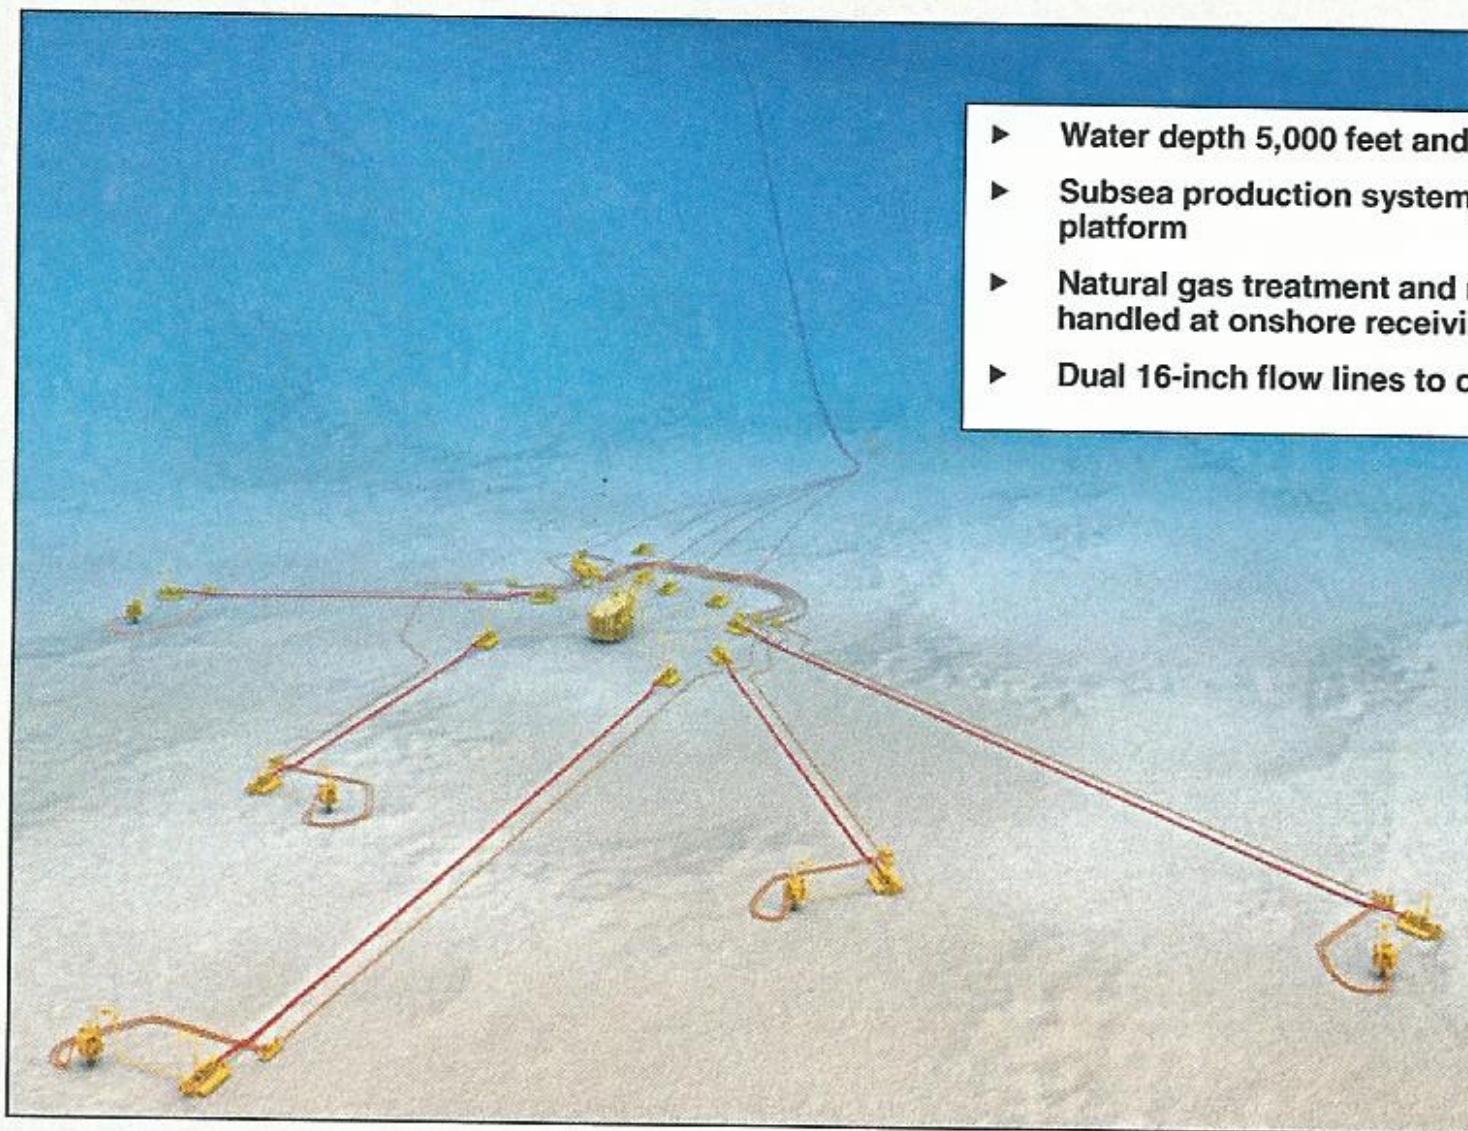 ► Water depth 5,000 feet and
► Subsea production system
platform
► Natural gas treatment and
handled at onshore
► Dual 16-inch flow lines to